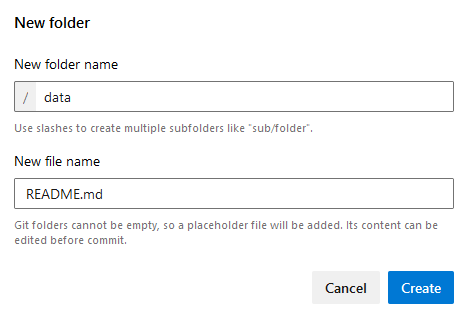 New folder
New folder name
/ data
Use slashes to create multiple subfolders like "sub/folder".
New file name
README.md
Git folders cannot be empty, so a placeholder file will be added. Its content can be
edited before commit.
Cancel Create